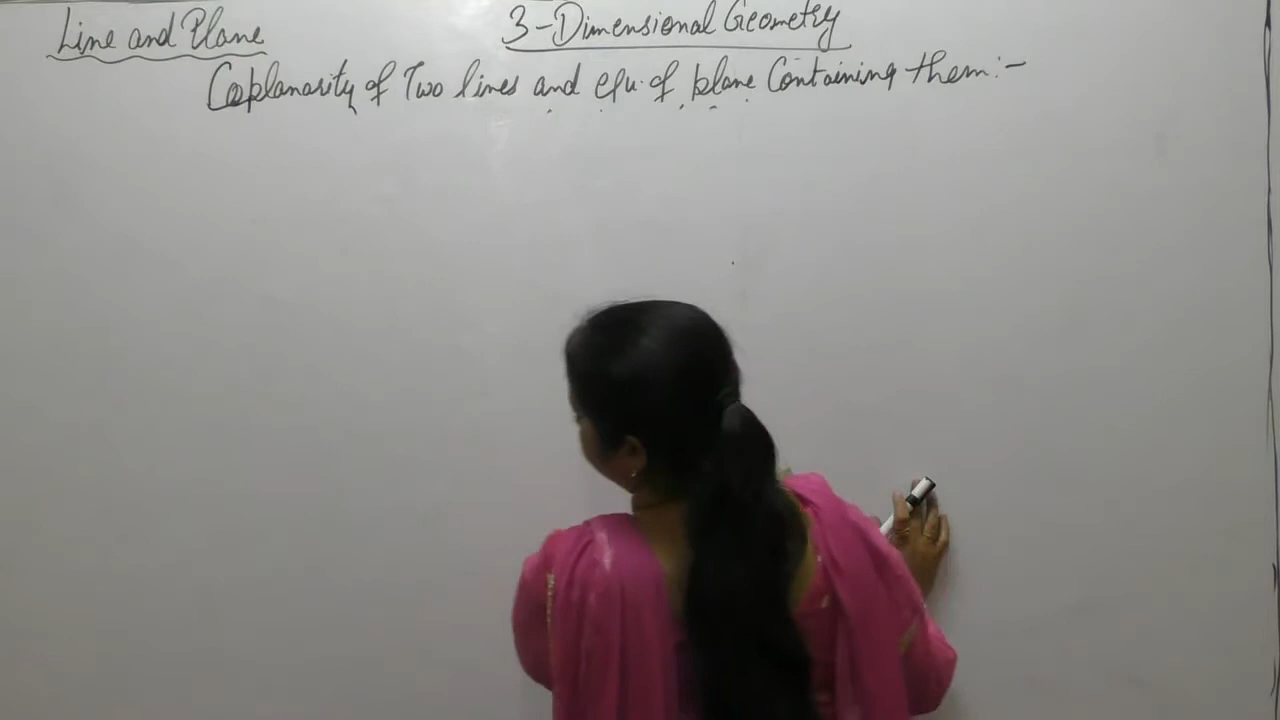 Line and Plane
3-Dimensional Geometry
Coplanarity of Two lines and equ. of plane Containing them:-